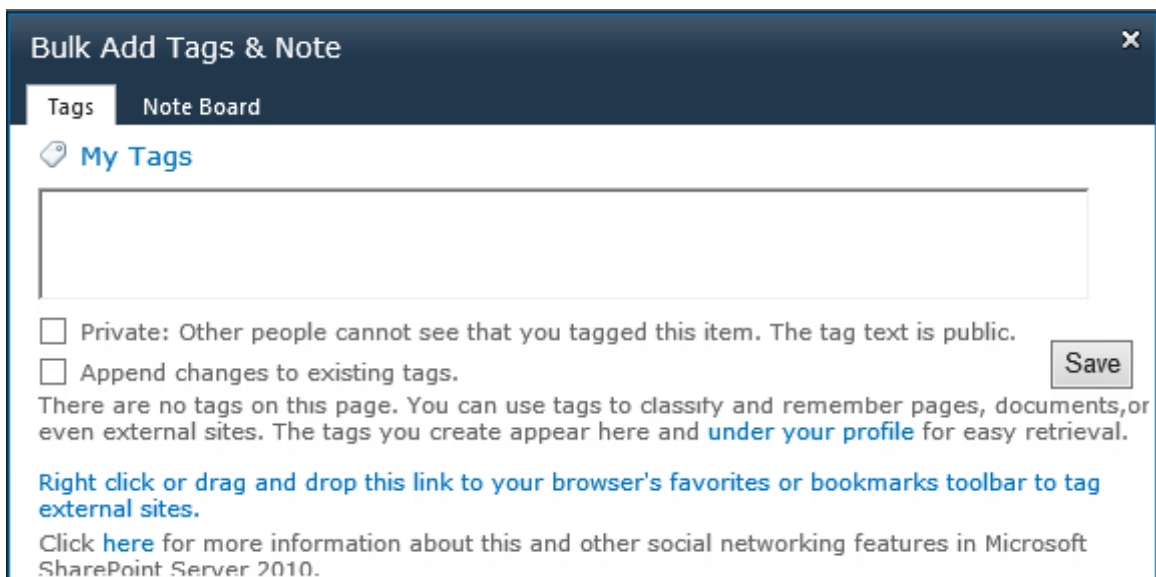 Bulk Add Tags & Note
Tags Note Board
My Tags
Private: Other people cannot see that you tagged this item. The tag text is public.
Save
Append changes to existing tags.
There are no tags on this page. You can use tags to classify and remember pages, documents,or
even external sites. The tags you create appear here and under your profile for easy retrieval.
Right click or drag and drop this link to your browser's favorites or bookmarks toolbar to tag
external sites.
Click here for more information about this and other social networking features in Microsoft
SharePoint Server 2010.